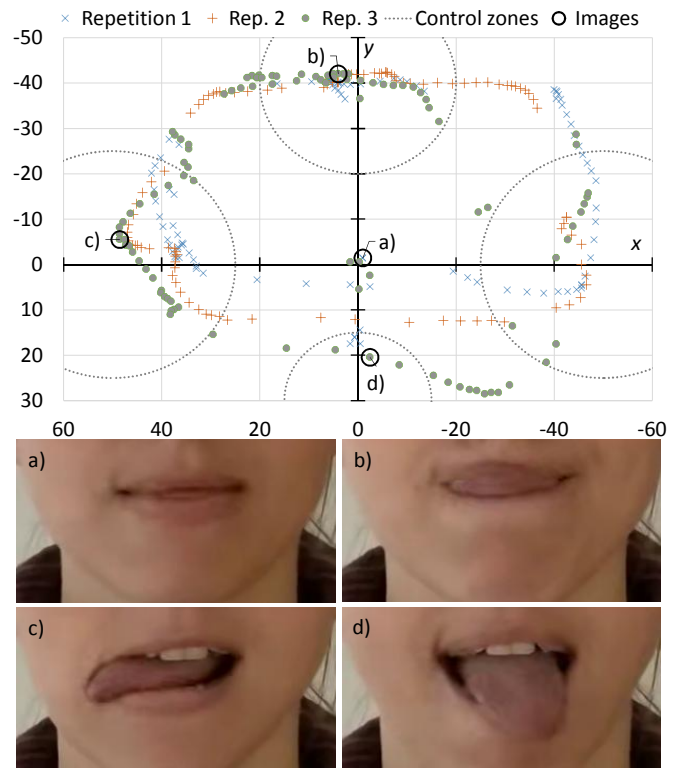 × Repetition 1 + Rep. 2 ● Rep. 3 Control zones Images
-50
-40
-30
-20
-10
0
10
20
30
60 40 20 0 -20 -40 -60
y
x
b)
c)
a)
d)
a) b)
c) d)